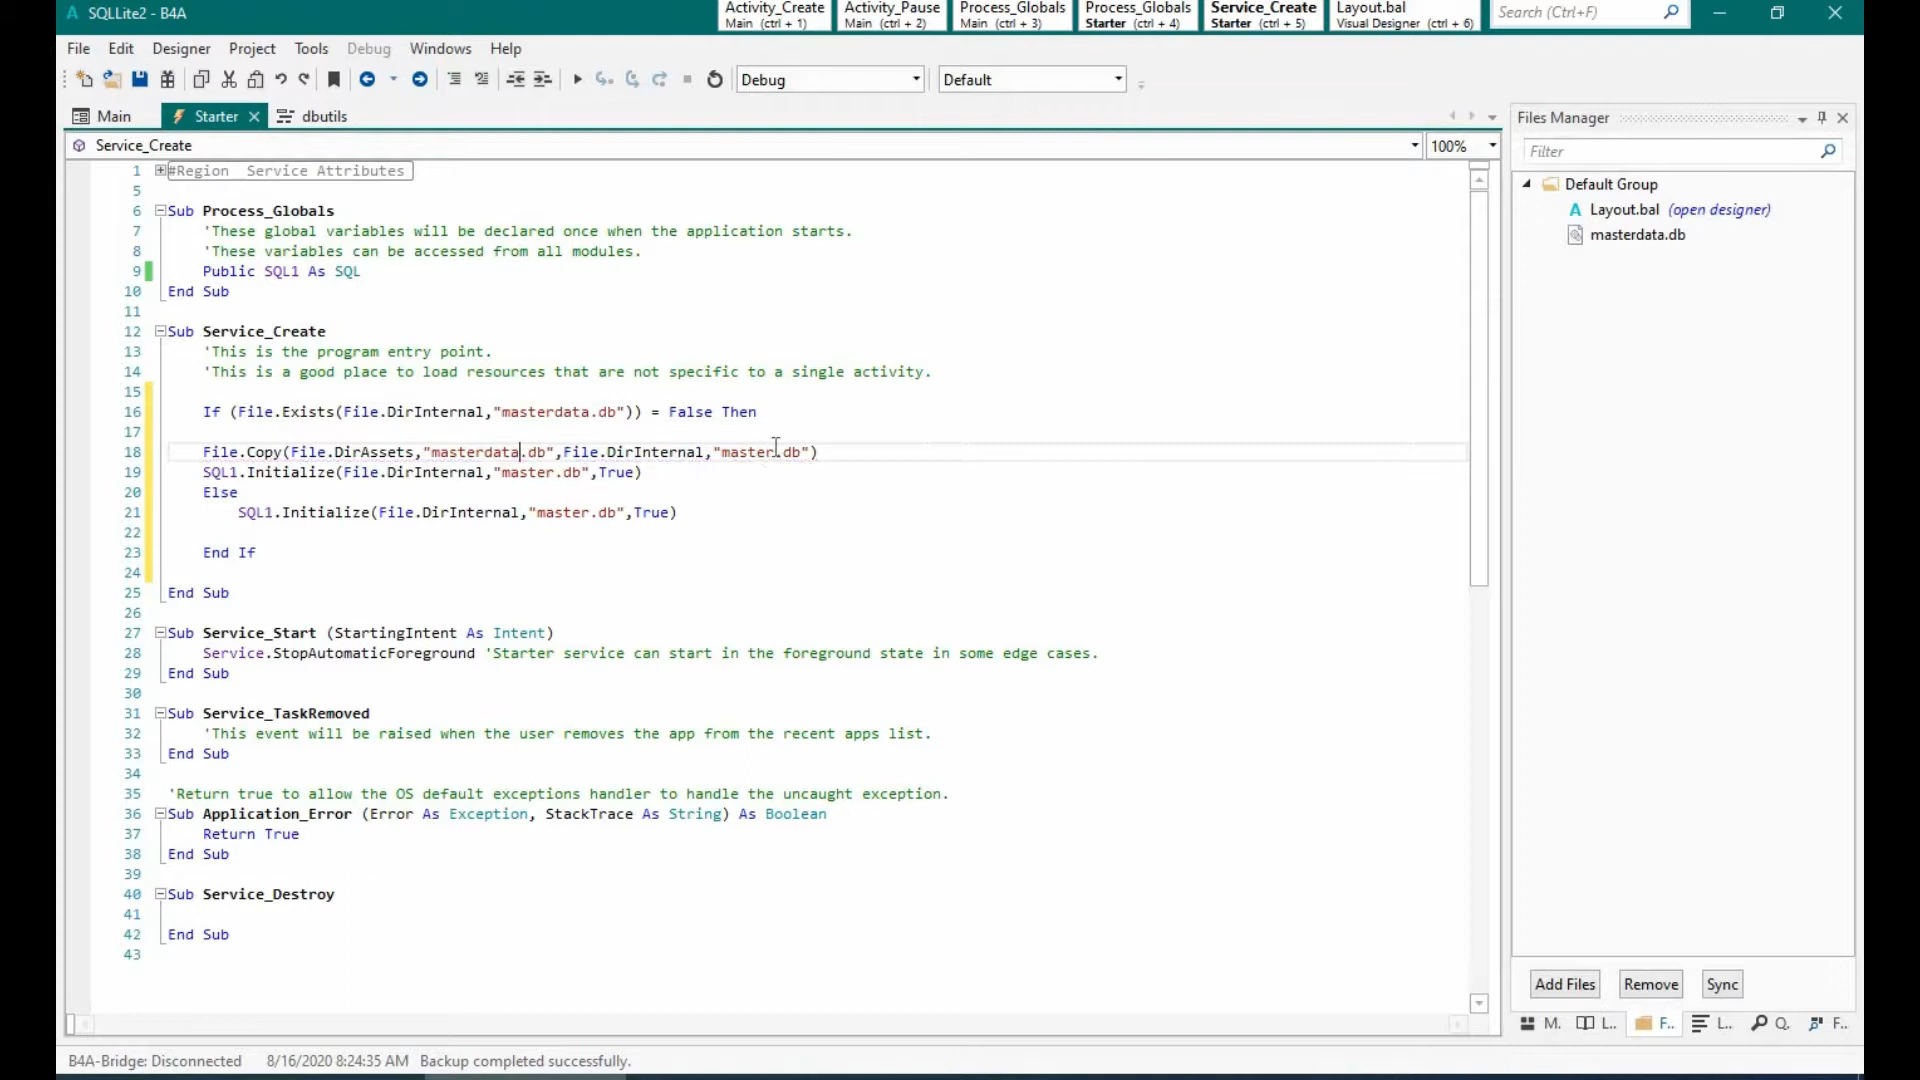 SQLLite2 - B4A
Activity_Create
Main (ctrl + 1)
Activity_Pause
Main (ctrl + 2)
Process_Globals
Main (ctrl + 3)
Process_Globals
Starter (ctrl + 4)
Service_Create
Starter (ctrl + 5)
Layout.bal
Visual Designer (ctrl + 6)
Search (Ctrl+F)
File Edit Designer Project Tools Debug Windows Help
Debug Default
Main Starter dbutils
Service_Create 100%
1 #Region Service Attributes
5
6 Sub Process_Globals
7 'These global variables will be declared once when the application starts.
8 'These variables can be accessed from all modules.
9 Public SQL1 As SQL
10 End Sub
11
12 Sub Service_Create
13 'This is the program entry point.
14 'This is a good place to load resources that are not specific to a single activity.
15
16 If (File.Exists(File.DirInternal,"masterdata.db")) = False Then
17
18 File.Copy(File.DirAssets,"masterdata.db",File.DirInternal,"master.db")
19 SQL1.Initialize(File.DirInternal,"master.db",True)
20 Else
21 SQL1.Initialize(File.DirInternal,"master.db",True)
22
23 End If
24
25 End Sub
26
27 Sub Service_Start (StartingIntent As Intent)
28 Service.StopAutomaticForeground 'Starter service can start in the foreground state in some edge cases.
29 End Sub
30
31 Sub Service_TaskRemoved
32 'This event will be raised when the user removes the app from the recent apps list.
33 End Sub
34
35 'Return true to allow the OS default exceptions handler to handle the uncaught exception.
36 Sub Application_Error (Error As Exception, StackTrace As String) As Boolean
37 Return True
38 End Sub
39
40 Sub Service_Destroy
41
42 End Sub
43
Files Manager
Filter
Default Group
Layout.bal (open designer)
masterdata.db
Add Files Remove Sync
M. L.. F.. L.. Q. F..
B4A-Bridge: Disconnected 8/16/2020 8:24:35 AM Backup completed successfully.